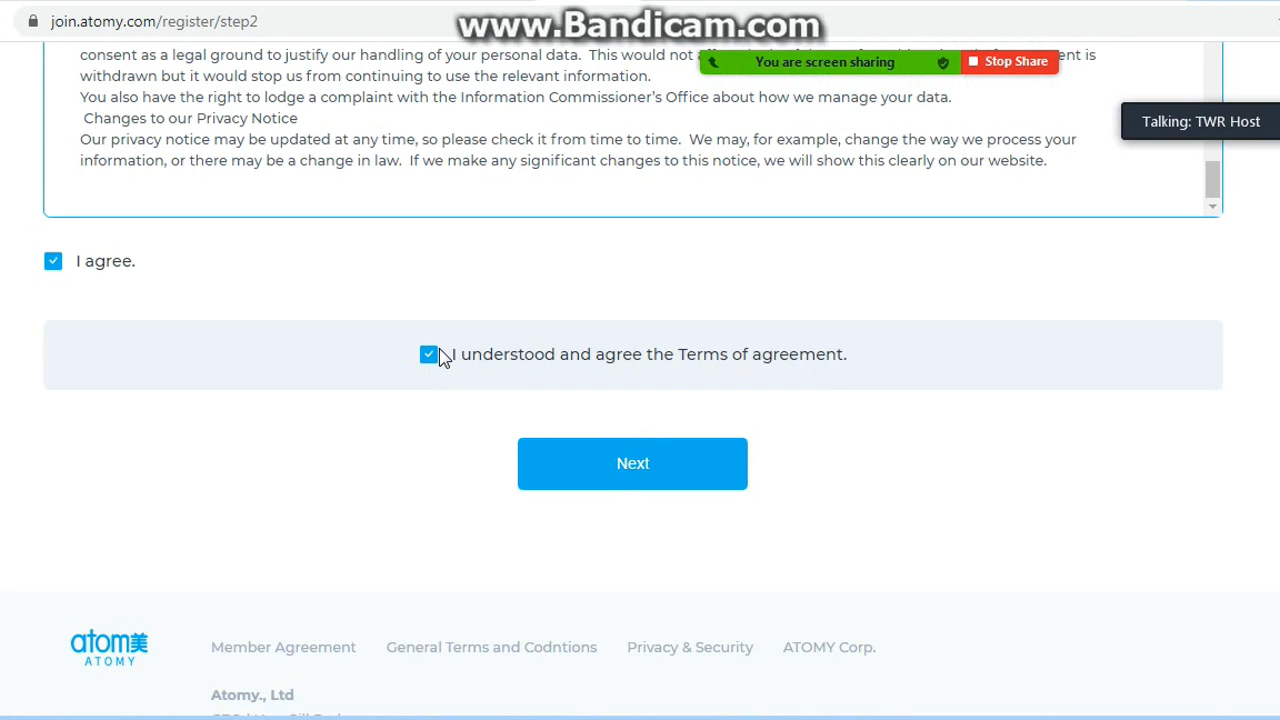 join.atomy.com/register/step2
www.Bandicam.com
consent as a legal ground to justify our handling of your personal data. This would not
ent is
You are screen sharing
Stop Share
withdrawn but it would stop us from continuing to use the relevant information.
You also have the right to lodge a complaint with the Information Commissioner's Office about how we manage your data.
Talking: TWR Host
Changes to our Privacy Notice
Our privacy notice may be updated at any time, so please check it from time to time. We may, for example, change the way we process your
information, or there may be a change in law. If we make any significant changes to this notice, we will show this clearly on our website.
I agree.
I understood and agree the Terms of agreement.
Next
atom美
ATOMY
Member Agreement
General Terms and Codntions
Privacy & Security
ATOMY Corp.
Atomy., Ltd